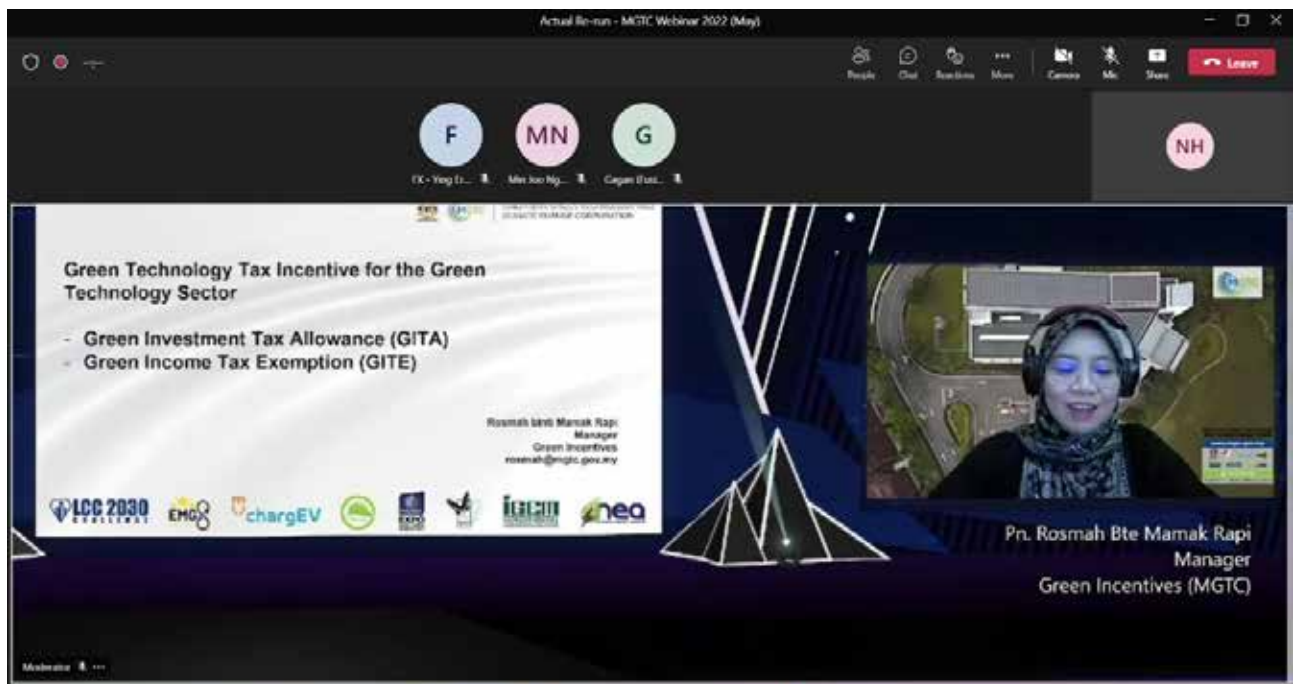 Actual Re-run - MGTC Webinar 2022 (May)
People
Chat
Reactions
More
Camera
Mic
Share
Leave
F
MN
G
NH
Green Technology Tax Incentive for the Green
Technology Sector
- Green Investment Tax Allowance (GITA)
- Green Income Tax Exemption (GITE)
Rosmah binti Mamak Rapi
Manager
Green Incentives
rosmah@mgtc.gov.my
LCC 2030
CHALLENGE
chargEV
Pn. Rosmah Bte Mamak Rapi
Manager
Green Incentives (MGTC)
Moderator